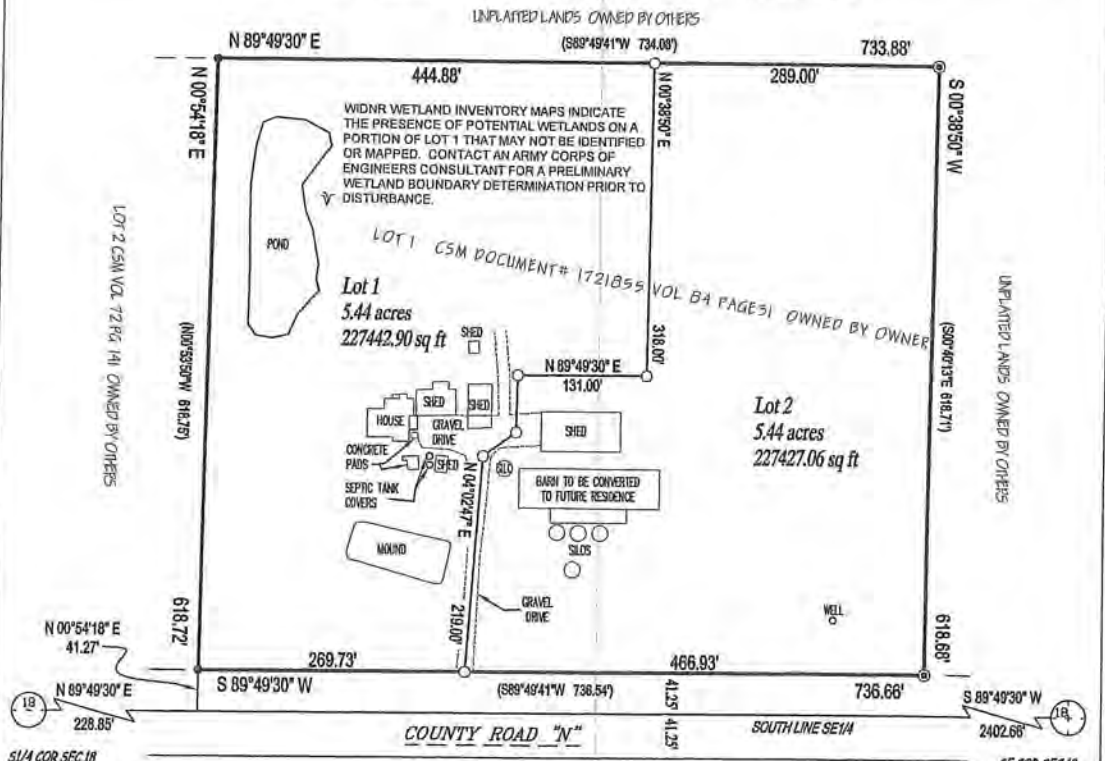 UNPLATTED LANDS OWNED BY OTHERS
N 89°49'30" E
(S89°49'41"W 734.08')
733.88'
444.88'
289.00'
N 00°54'18" E
N 00°38'50" E
S 00°38'50" W
WIDNR WETLAND INVENTORY MAPS INDICATE
THE PRESENCE OF POTENTIAL WETLANDS ON A
PORTION OF LOT 1 THAT MAY NOT BE IDENTIFIED
OR MAPPED. CONTACT AN ARMY CORPS OF
ENGINEERS CONSULTANT FOR A PRELIMINARY
WETLAND BOUNDARY DETERMINATION PRIOR TO
DISTURBANCE.
POND
LOT 2 CSM VOL 72 PG 141 OWNED BY OTHERS
LOT 1 CSM DOCUMENT# 1721855 VOL 84 PAGE31 OWNED BY OWNER
UNPLATTED LANDS OWNED BY OTHERS
Lot 1
5.44 acres
227442.90 sq ft
(N00°53'50"W 618.75')
318.00'
(S00°40'13"E 618.71')
SHED
N 89°49'30" E
131.00'
Lot 2
5.44 acres
227427.06 sq ft
SHED
SHED
HOUSE
GRAVEL
DRIVE
SHED
CONCRETE
PADS
SHED
SILO
SEPTIC TANK
COVERS
N 04°02'47" E
BARN TO BE CONVERTED
TO FUTURE RESIDENCE
SILOS
MOUND
GRAVEL
DRIVE
WELL
219.00'
618.72'
618.68'
N 00°54'18" E
41.27'
269.73'
466.93'
S 89°49'30" W
(S89°49'41"W 736.54')
736.66'
N 89°49'30" E
228.85'
18
41.25'
41.25'
S 89°49'30" W
2402.66'
18
COUNTY ROAD "N"
SOUTH LINE SE1/4
S1/4 COR SEC 18